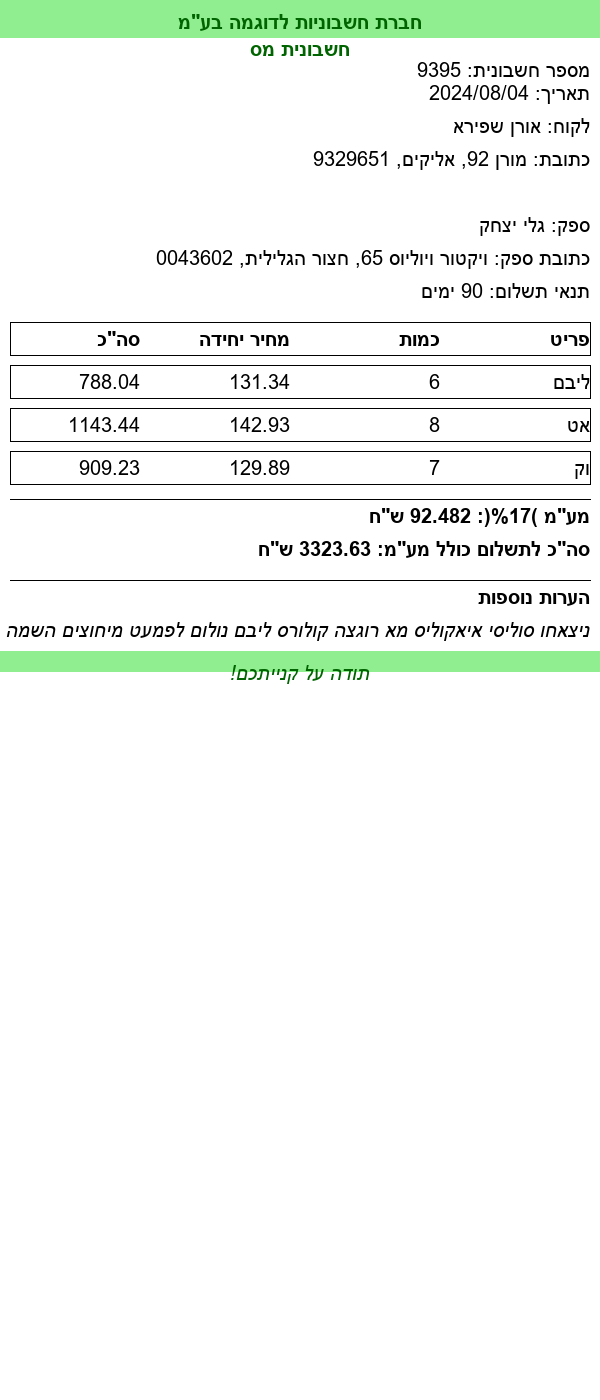 חברת חשבוניות לדוגמה בע"מ
חשבונית מס
מספר חשבונית: 9395
תאריך: 2024/08/04
לקוח: אורן שפירא
כתובת: מורן 92, אליקים, 9329651
ספק: גלי יצחק
כתובת ספק: ויקטור ויוליוס 65, חצור הגלילית, 0043602
תנאי תשלום: 90 ימים
פריט כמות מחיר יחידה סה"כ
ליבם 6 131.34 788.04
אט 8 142.93 1143.44
וק 7 129.89 909.23
מע"מ )17%(: 92.482 ש"ח
סה"כ לתשלום כולל מע"מ: 3323.63 ש"ח
הערות נוספות
ניצאחו סוליסי איאקוליס מא רוגצה קולורס ליבם נולום לפמעט מיחוצים השמה
תודה על קנייתכם!